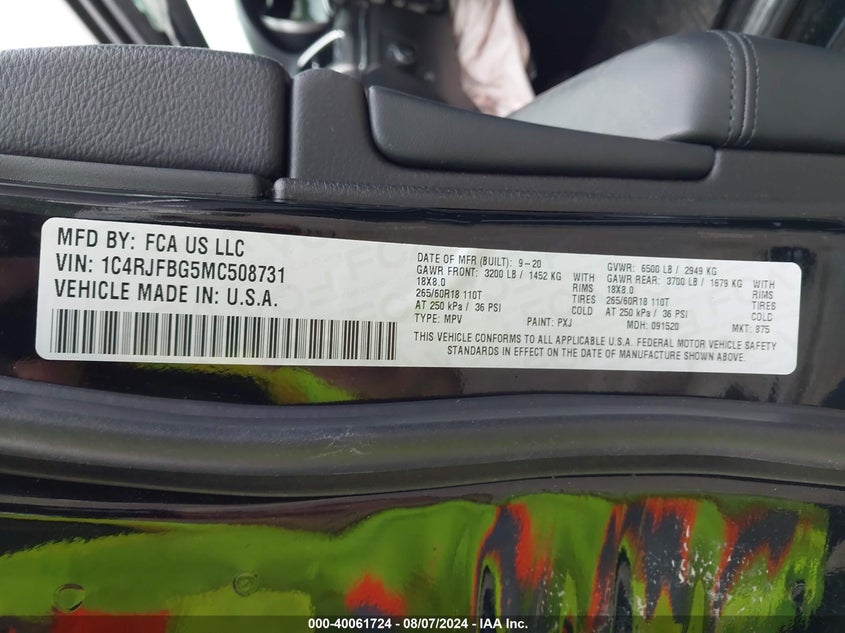 MFD BY: FCA US LLC
VIN: 1C4RJFBG5MC508731
VEHICLE MADE IN: U.S.A.
DATE OF MFR (BUILT): 9-20 GVWR: 6500 LB / 2949 KG
GAWR FRONT: 3200 LB / 1452 KG WITH GAWR REAR: 3700 LB / 1679 KG WITH
18X8.0 RIMS 18X8.0 RIMS
265/60R18 110T TIRES 265/60R18 110T TIRES
AT 250 kPa / 36 PSI COLD AT 250 kPa / 36 PSI COLD
TYPE: MPV PAINT: PXJ MDH: 091520 MKT: 875
THIS VEHICLE CONFORMS TO ALL APPLICABLE U.S.A. FEDERAL MOTOR VEHICLE SAFETY
STANDARDS IN EFFECT ON THE DATE OF MANUFACTURE SHOWN ABOVE.
000-40061724 - 08/07/2024 - IAA Inc.